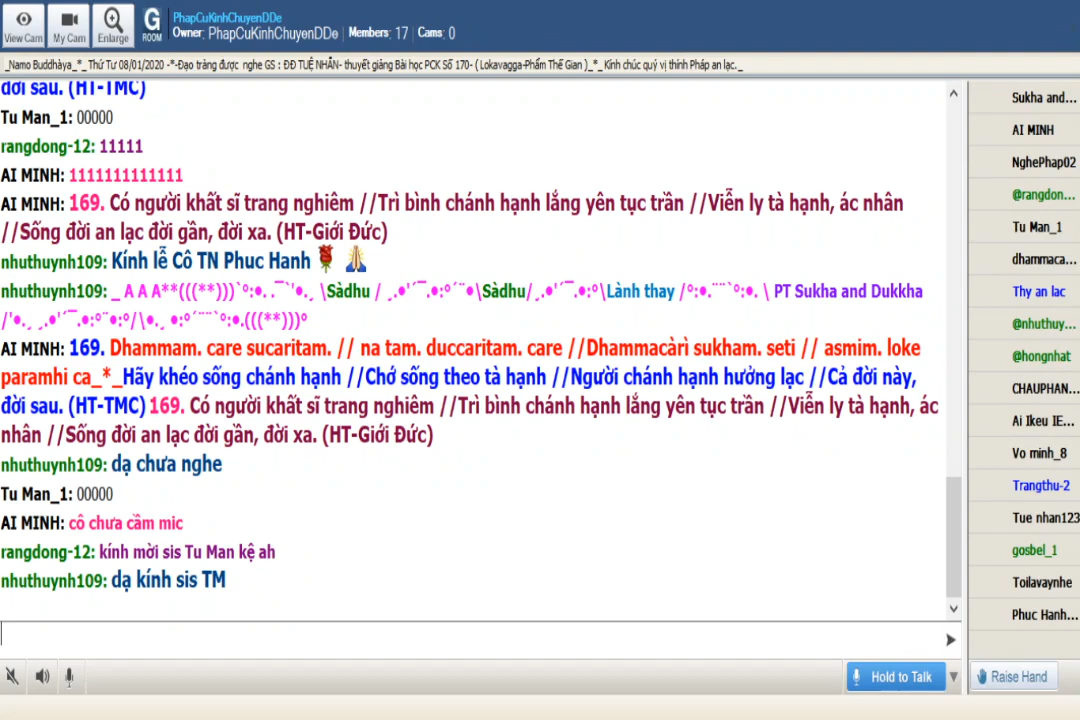 View Cam
My Cam
Enlarge
G ROOM
PhapCuKinhChuyenDDe
Owner: PhapCuKinhChuyenDDe | Members: 17 | Cams: 0
_Namo Buddhàya_*_ Thứ Tư 08/01/2020 -*-Đạo tràng được nghe GS : ĐĐ TUỆ NHÂN- thuyết giảng Bài học PCK Số 170- ( Lokavagga-Phẩm Thế Gian )_*_ Kính chúc quý vị thính Pháp an lạc._
đời sau. (HT-TMC)
Tu Man_1: 00000
rangdong-12: 11111
AI MINH: 1111111111111
AI MINH: 169. Có người khất sĩ trang nghiêm //Trì bình chánh hạnh lắng yên tục trần //Viễn ly tà hạnh, ác nhân
//Sống đời an lạc đời gần, đời xa. (HT-Giới Đức)
nhuthuynh109: Kính lễ Cô TN Phuc Hanh 🌹 🙏
nhuthuynh109: _ A A A**(((**)))`°:•. .¯`'•.¸ \Sàdhu / ¸.•'´¯.•:°´¨•\Sàdhu/¸.•'´¯.•:°\Lành thay /°:•.¨¨`°:•. \ PT Sukha and Dukkha
/'•.¸ ¸.•'´¯.•:°¨•:°/\•.¸ •:°´¨¨`°:•.(((**)))°
AI MINH: 169. Dhammam. care sucaritam. // na tam. duccaritam. care //Dhammacàrì sukham. seti // asmim. loke
paramhi ca_*_Hãy khéo sống chánh hạnh //Chớ sống theo tà hạnh //Người chánh hạnh hưởng lạc //Cả đời này,
đời sau. (HT-TMC) 169. Có người khất sĩ trang nghiêm //Trì bình chánh hạnh lắng yên tục trần //Viễn ly tà hạnh, ác
nhân //Sống đời an lạc đời gần, đời xa. (HT-Giới Đức)
nhuthuynh109: dạ chưa nghe
Tu Man_1: 00000
AI MINH: cô chưa cầm mic
rangdong-12: kính mời sis Tu Man kệ ah
nhuthuynh109: dạ kính sis TM
Hold to Talk
Sukha and...
AI MINH
NghePhap02
@rangdon...
Tu Man_1
dhammaca...
Thy an lac
@nhuthuy...
@hongnhat
CHAUPHAN...
Ai Ikeu IE...
Vo minh_8
Trangthu-2
Tue nhan123
gosbel_1
Toilavaynhe
Phuc Hanh...
Raise Hand